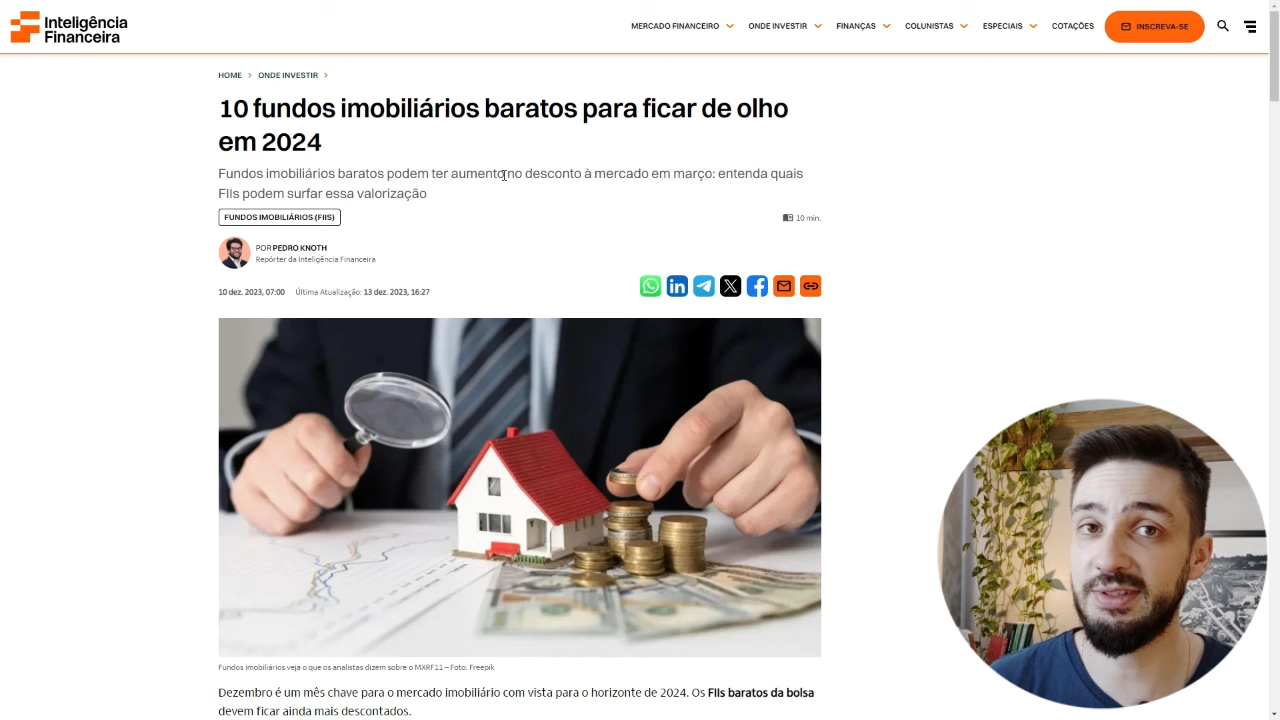 Inteligência
Financeira
MERCADO FINANCEIRO
ONDE INVESTIR
FINANÇAS
COLUNISTAS
ESPECIAIS
COTAÇÕES
INSCREVA-SE
HOME > ONDE INVESTIR >
10 fundos imobiliários baratos para ficar de olho
em 2024
Fundos imobiliários baratos podem ter aumento no desconto à mercado em março: entenda quais
FIIs podem surfar essa valorização
FUNDOS IMOBILIÁRIOS (FIIS)
10 min.
POR PEDRO KNOTH
Repórter da Inteligência Financeira
10 dez. 2023, 07:00 Última Atualização: 13 dez. 2023, 16:27
Fundos imobiliários veja o que os analistas dizem sobre o MXRF11 – Foto: Freepik
Dezembro é um mês chave para o mercado imobiliário com vista para o horizonte de 2024. Os FIIs baratos da bolsa
devem ficar ainda mais descontados.